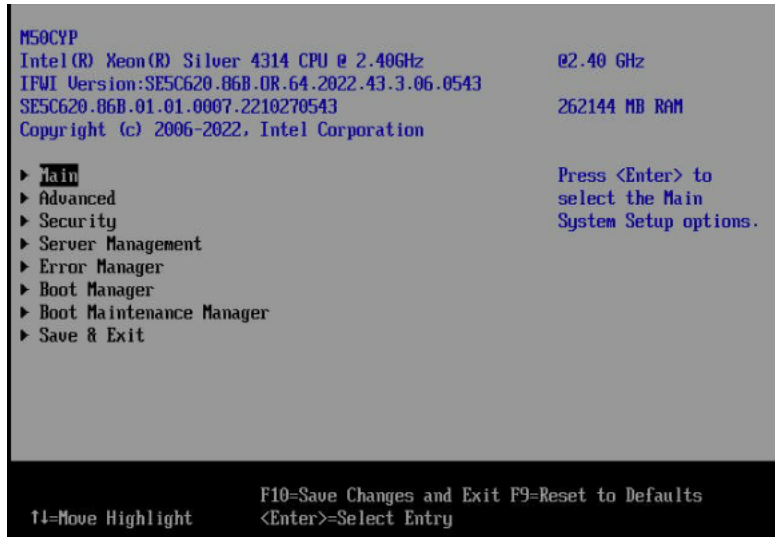 M50CYP
Intel(R) Xeon(R) Silver 4314 CPU @ 2.40GHz @2.40 GHz
IFWI Version:SE5C620.86B.OR.64.2022.43.3.06.0543
SE5C620.86B.01.01.0007.2210270543 262144 MB RAM
Copyright (c) 2006-2022, Intel Corporation
▶ Main Press <Enter> to
▶ Advanced select the Main
▶ Security System Setup options.
▶ Server Management
▶ Error Manager
▶ Boot Manager
▶ Boot Maintenance Manager
▶ Save & Exit
F10=Save Changes and Exit F9=Reset to Defaults
↑↓=Move Highlight <Enter>=Select Entry